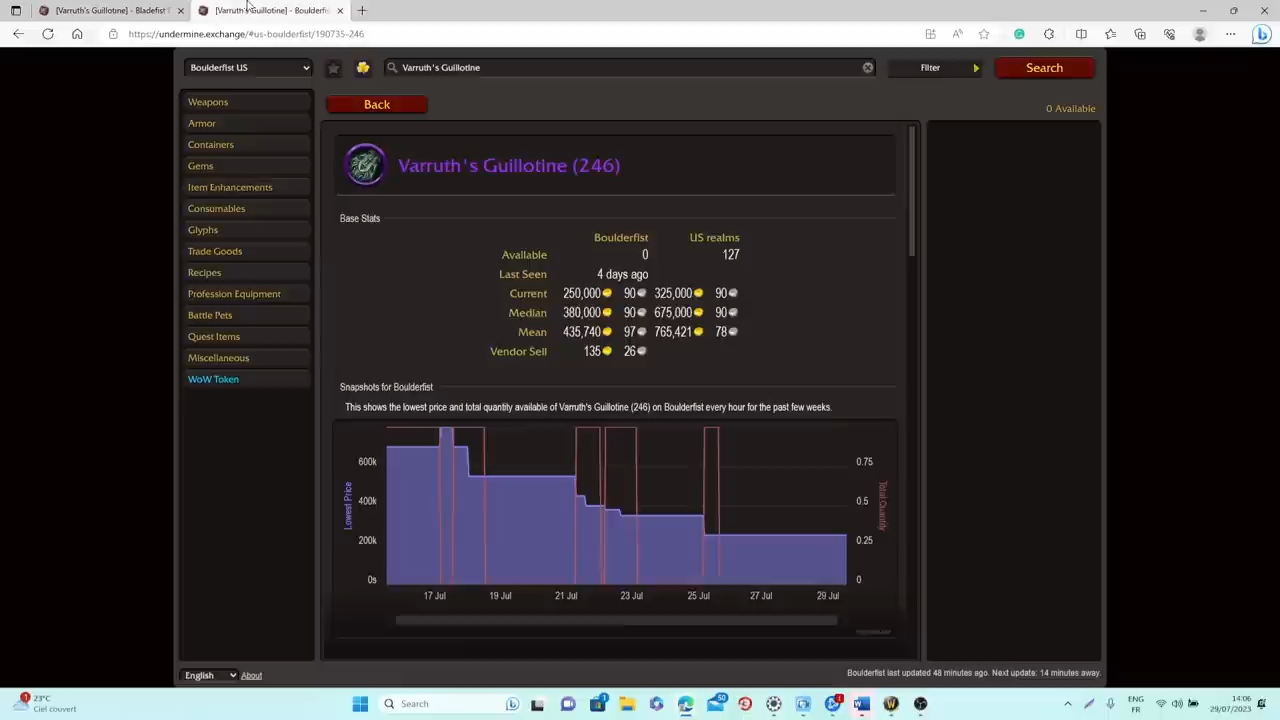 [Varruth's Guillotine] - Bladefist
[Varruth's Guillotine] - Boulderfis
https://undermine.exchange/#us-boulderfist/190735-246
Boulderfist US
Varruth's Guillotine
Filter
Search
Weapons
Armor
Containers
Gems
Item Enhancements
Consumables
Glyphs
Trade Goods
Recipes
Profession Equipment
Battle Pets
Quest Items
Miscellaneous
WoW Token
Back
0 Available
Varruth's Guillotine (246)
Base Stats
Boulderfist US realms
Available 0 127
Last Seen 4 days ago
Current 250,000 90 325,000 90
Median 380,000 90 675,000 90
Mean 435,740 97 765,421 78
Vendor Sell 135 26
Snapshots for Boulderfist
This shows the lowest price and total quantity available of Varruth's Guillotine (246) on Boulderfist every hour for the past few weeks.
Lowest Price
600k
400k
200k
0s
0.75
0.5
0.25
0
Total Quantity
17 Jul 19 Jul 21 Jul 23 Jul 25 Jul 27 Jul 29 Jul
English
About
Boulderfist last updated 48 minutes ago. Next update: 14 minutes away.
1
23°C
Ciel couvert
Search
1
50
4
ENG
FR
14:06
29/07/2023